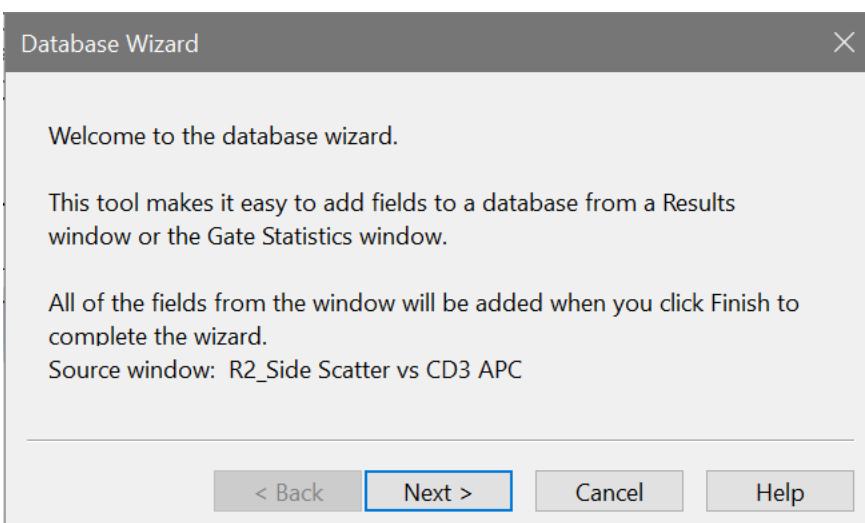 Database Wizard
Welcome to the database wizard.
This tool makes it easy to add fields to a database from a Results
window or the Gate Statistics window.
All of the fields from the window will be added when you click Finish to
complete the wizard.
Source window:  R2_Side Scatter vs CD3 APC
< Back Next > Cancel Help